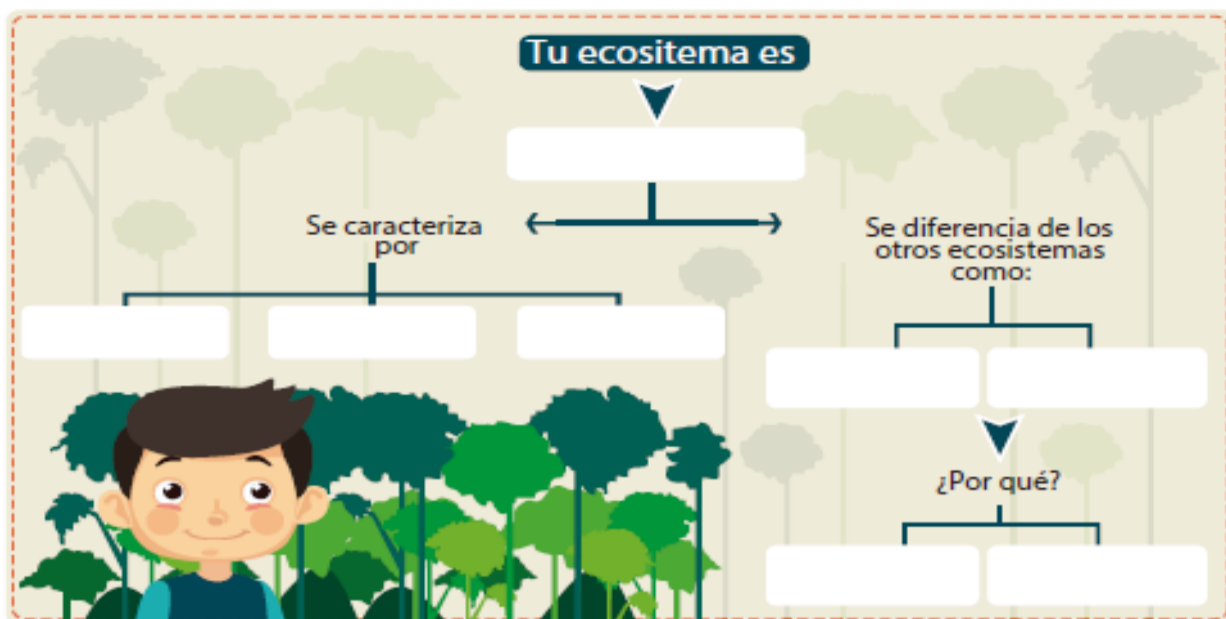 Tu ecositema es
Se caracteriza
por
Se diferencia de los
otros ecosistemas
como:
¿Por qué?